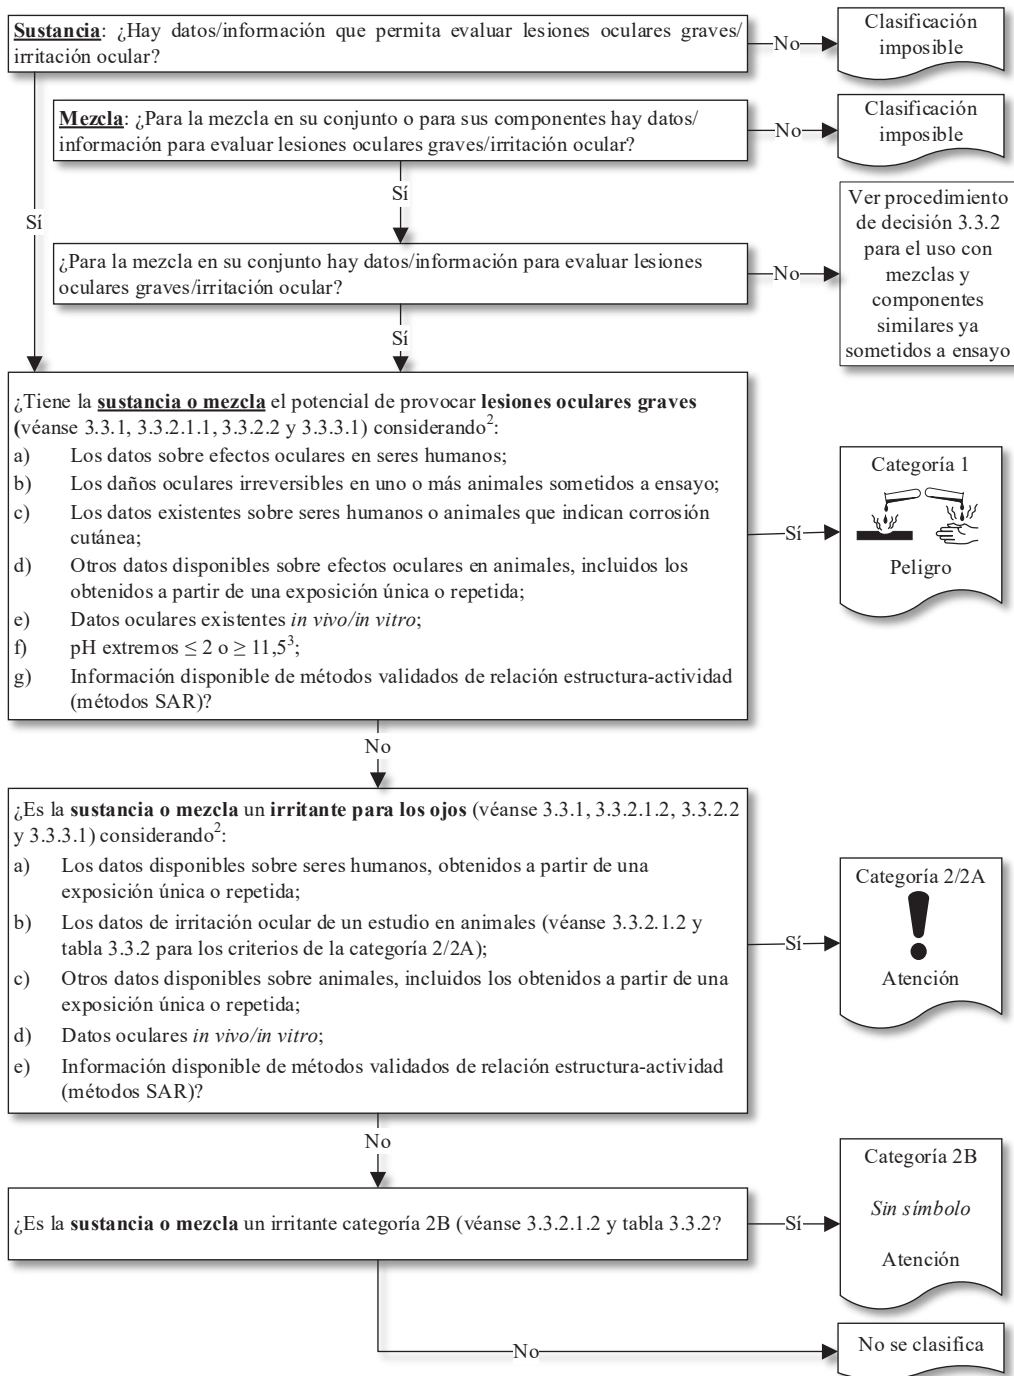 Sustancia: ¿Hay datos/información que permita evaluar lesiones oculares graves/
irritación ocular?
No
Clasificación
imposible
Mezcla: ¿Para la mezcla en su conjunto o para sus componentes hay datos/
información para evaluar lesiones oculares graves/irritación ocular?
No
Clasificación
imposible
Sí
Sí
¿Para la mezcla en su conjunto hay datos/información para evaluar lesiones
oculares graves/irritación ocular?
No
Ver procedimiento
de decisión 3.3.2
para el uso con
mezclas y
componentes
similares ya
sometidos a ensayo
Sí
¿Tiene la sustancia o mezcla el potencial de provocar lesiones oculares graves
(véanse 3.3.1, 3.3.2.1.1, 3.3.2.2 y 3.3.3.1) considerando²:
a) Los datos sobre efectos oculares en seres humanos;
b) Los daños oculares irreversibles en uno o más animales sometidos a ensayo;
c) Los datos existentes sobre seres humanos o animales que indican corrosión
cutánea;
d) Otros datos disponibles sobre efectos oculares en animales, incluidos los
obtenidos a partir de una exposición única o repetida;
e) Datos oculares existentes in vivo/in vitro;
f) pH extremos ≤ 2 o ≥ 11,5³;
g) Información disponible de métodos validados de relación estructura-actividad
(métodos SAR)?
Sí
Categoría 1
Peligro
No
¿Es la sustancia o mezcla un irritante para los ojos (véanse 3.3.1, 3.3.2.1.2, 3.3.2.2
y 3.3.3.1) considerando²:
a) Los datos disponibles sobre seres humanos, obtenidos a partir de una
exposición única o repetida;
b) Los datos de irritación ocular de un estudio en animales (véanse 3.3.2.1.2 y
tabla 3.3.2 para los criterios de la categoría 2/2A);
c) Otros datos disponibles sobre animales, incluidos los obtenidos a partir de una
exposición única o repetida;
d) Datos oculares in vivo/in vitro;
e) Información disponible de métodos validados de relación estructura-actividad
(métodos SAR)?
Sí
Categoría 2/2A
Atención
No
¿Es la sustancia o mezcla un irritante categoría 2B (véanse 3.3.2.1.2 y tabla 3.3.2?
Sí
Categoría 2B
Sin símbolo
Atención
No
No se clasifica